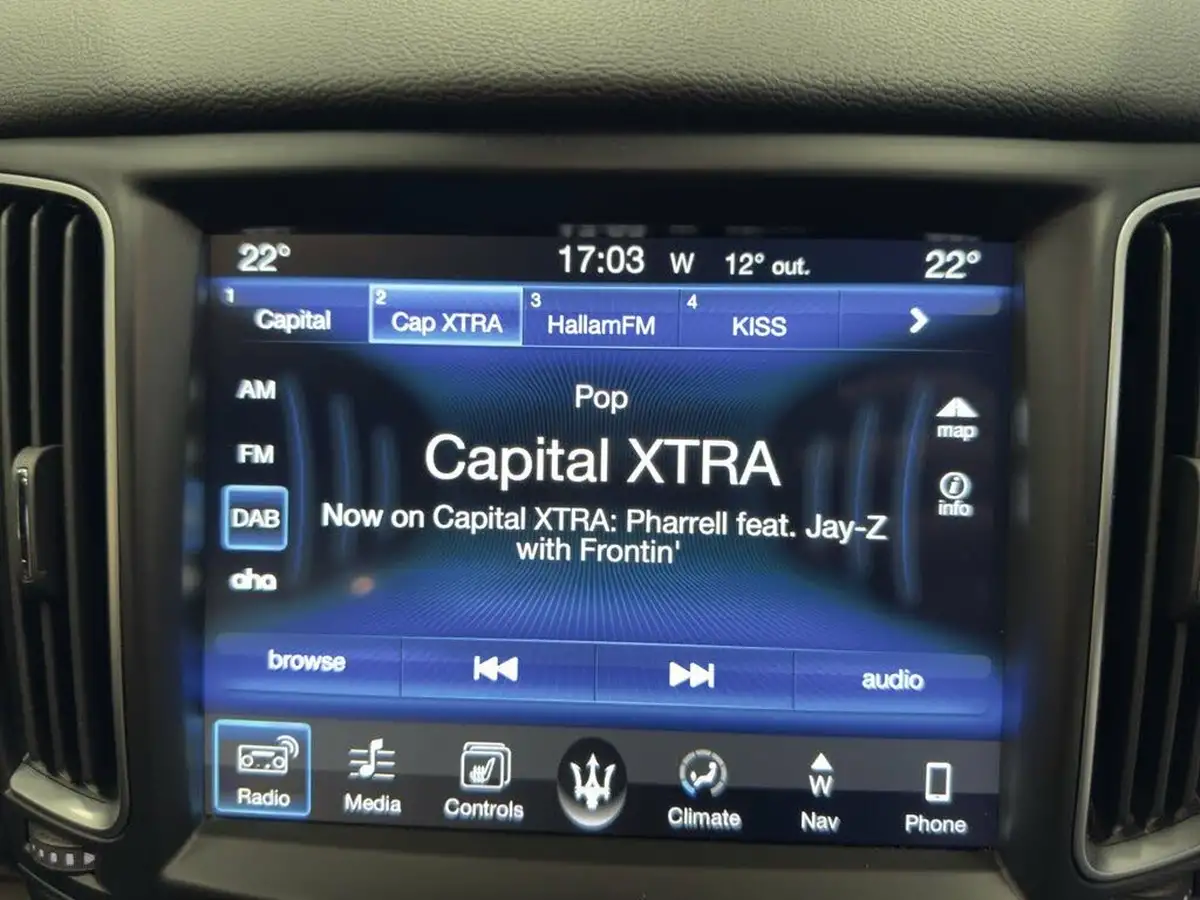 22° 17:03 W 12° out. 22°
1 Capital 2 Cap XTRA 3 HallamFM 4 KISS
AM
Pop
map
Capital XTRA
FM
info
DAB
Now on Capital XTRA: Pharrell feat. Jay-Z
with Frontin'
aha
browse audio
Radio Media Controls Climate W Nav Phone